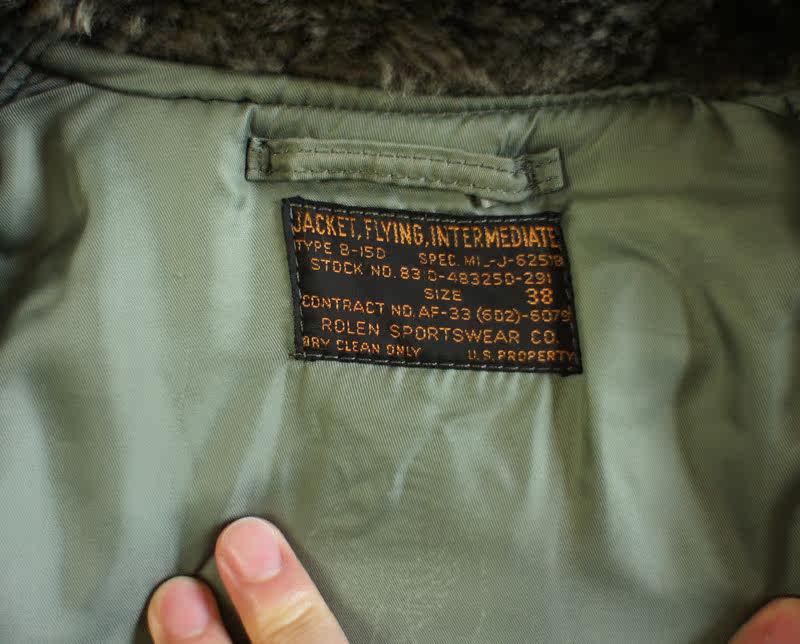 JACKET, FLYING, INTERMEDIATE
TYPE B-15D SPEC. MIL-J-6251B
STOCK NO. 8310-483250-291
SIZE 38
CONTRACT NO. AF-33 (602)-6079
ROLEN SPORTSWEAR CO.
DRY CLEAN ONLY U.S. PROPERTY